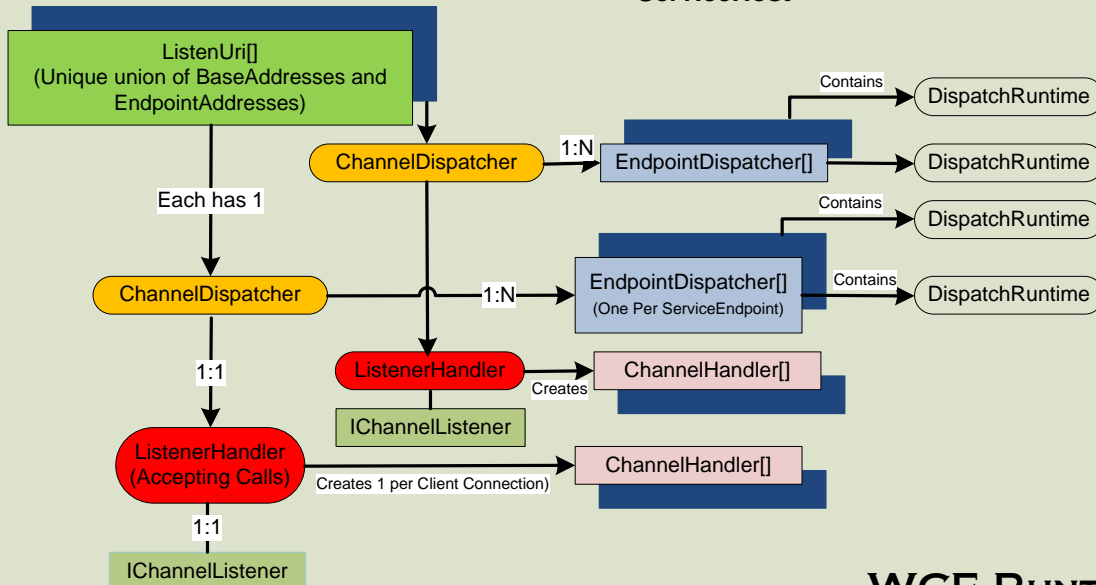 ServiceHost
ListenUri[]
(Unique union of BaseAddresses and
EndpointAddresses)
Contains
DispatchRuntime
ChannelDispatcher
1:N
EndpointDispatcher[]
DispatchRuntime
Each has 1
Contains
DispatchRuntime
ChannelDispatcher
1:N
EndpointDispatcher[]
(One Per ServiceEndpoint)
Contains
DispatchRuntime
1:1
ListenerHandler
Creates
ChannelHandler[]
IChannelListener
ListenerHandler
(Accepting Calls)
Creates 1 per Client Connection)
ChannelHandler[]
1:1
IChannelListener